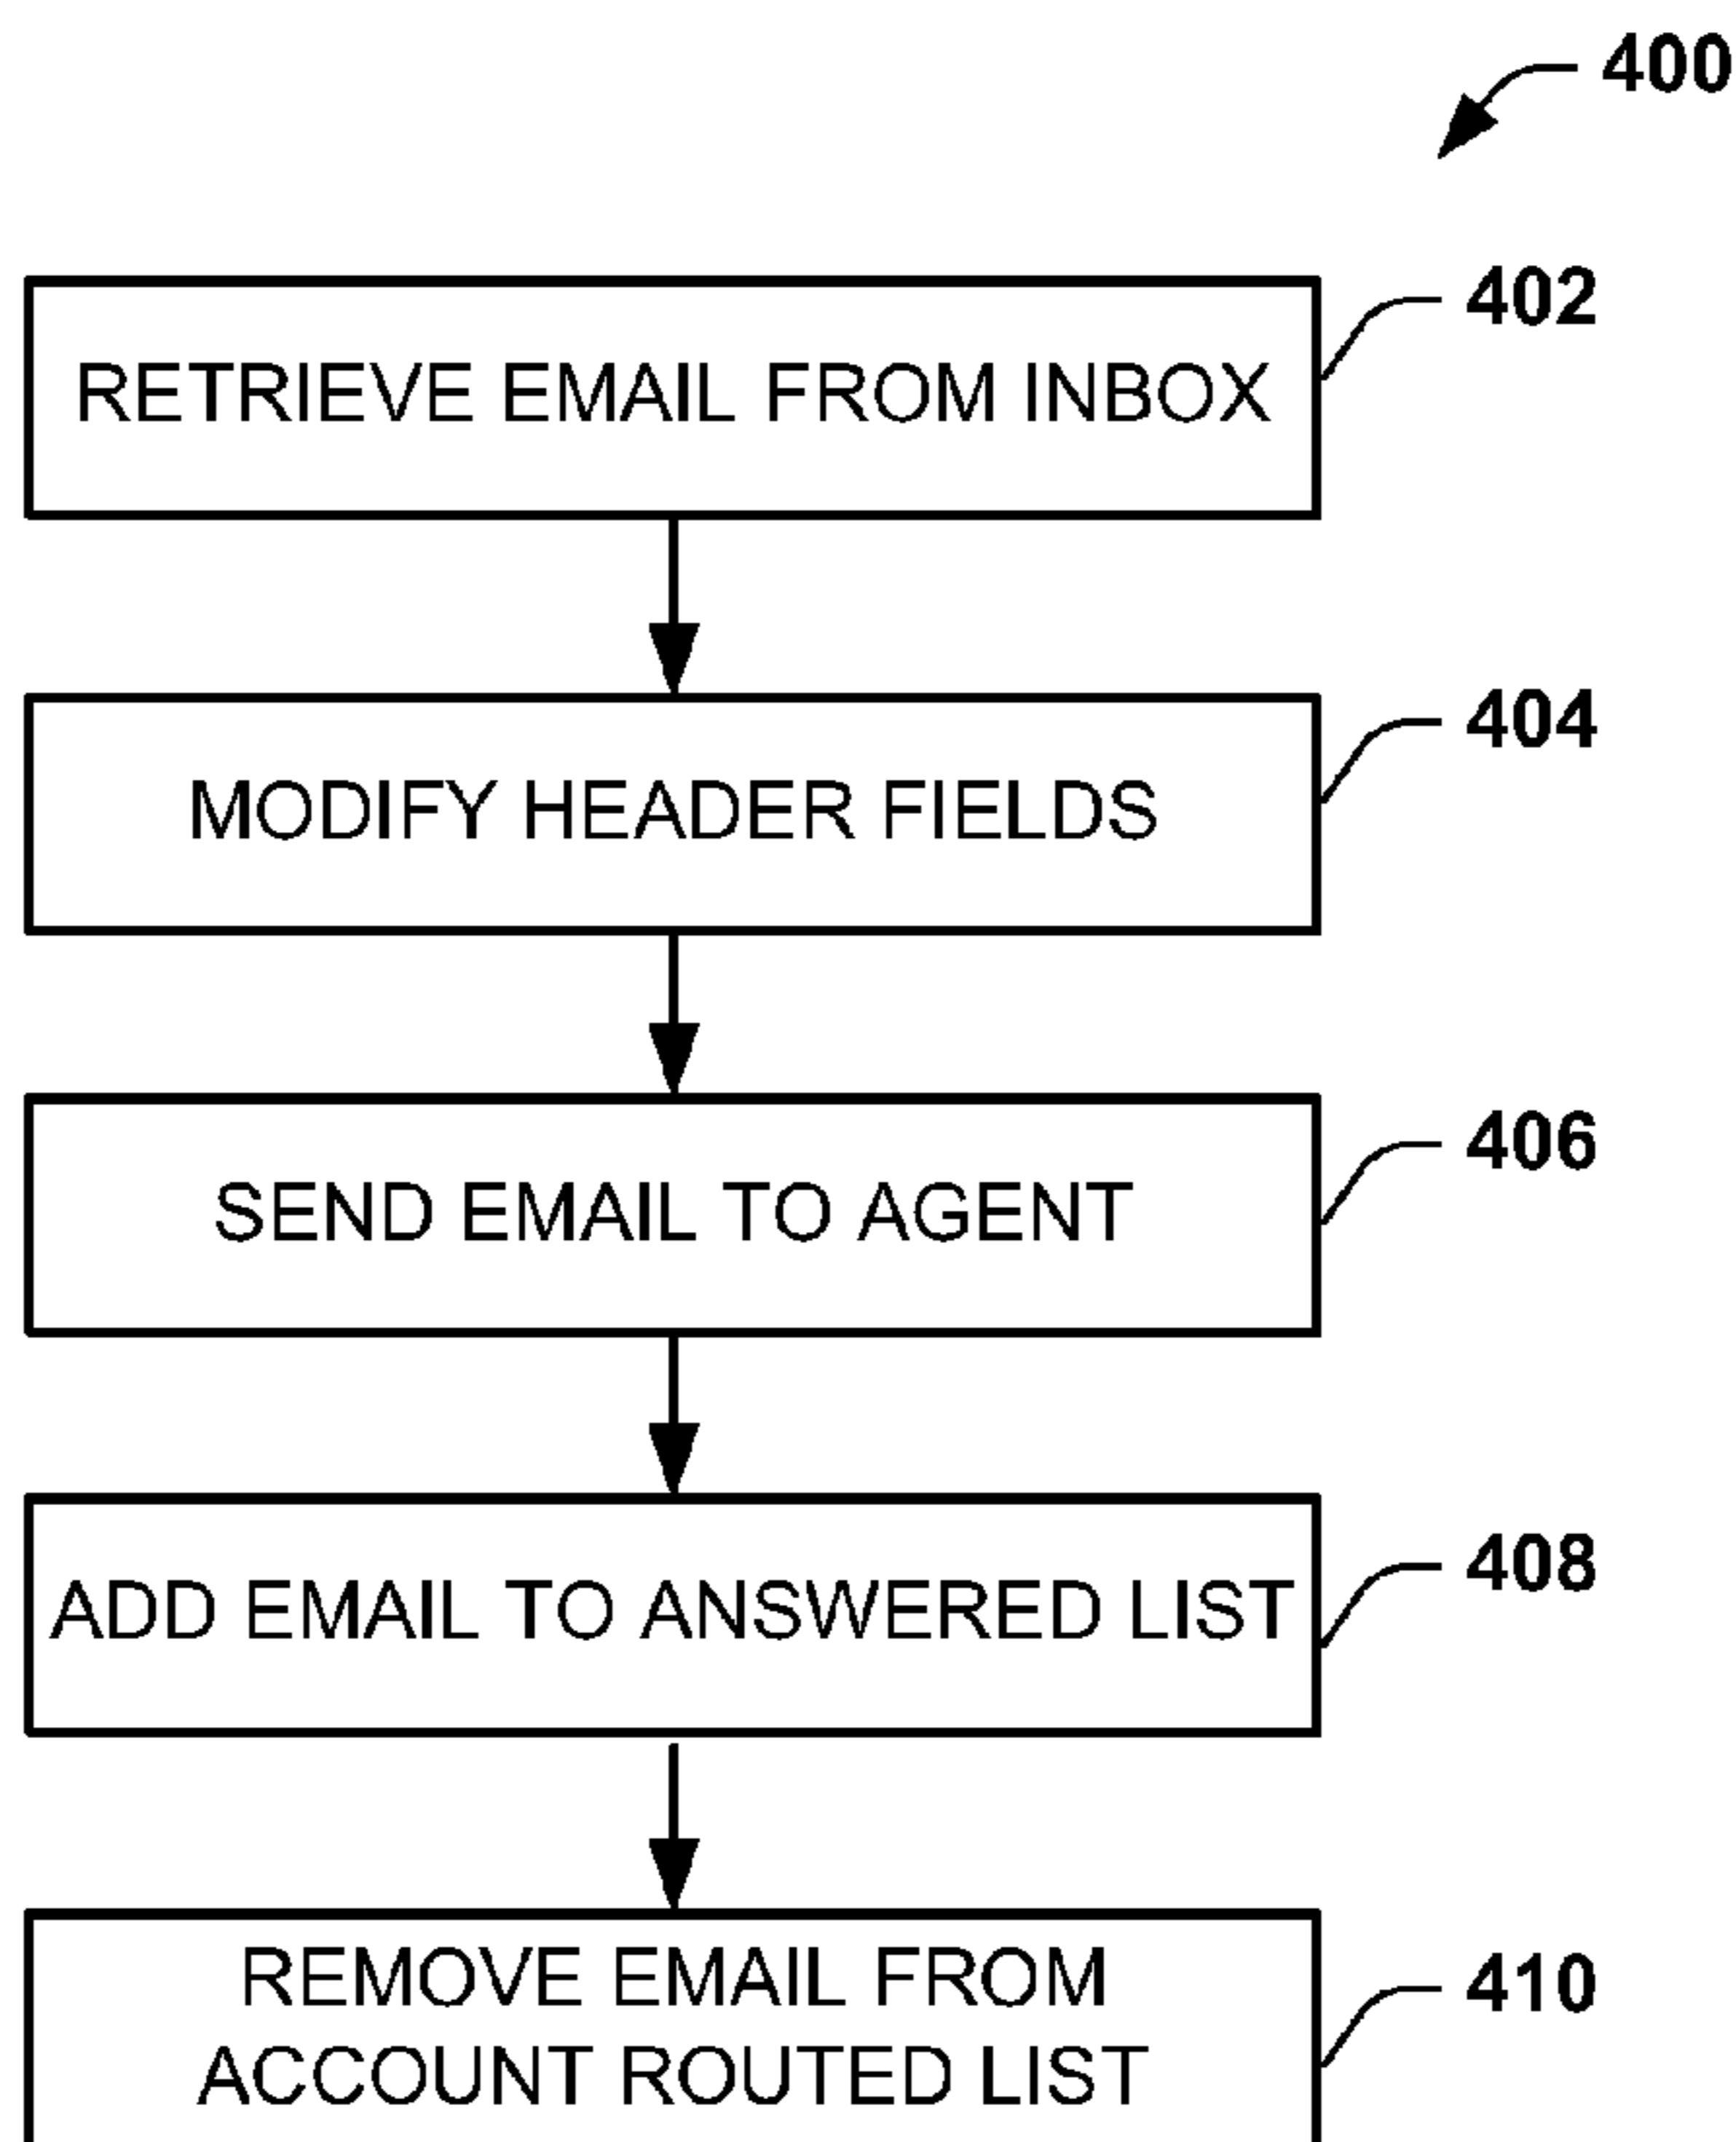 400
402
RETRIEVE EMAIL FROM INBOX
404
MODIFY HEADER FIELDS
406
SEND EMAIL TO AGENT
408
ADD EMAIL TO ANSWERED LIST
410
REMOVE EMAIL FROM
ACCOUNT ROUTED LIST